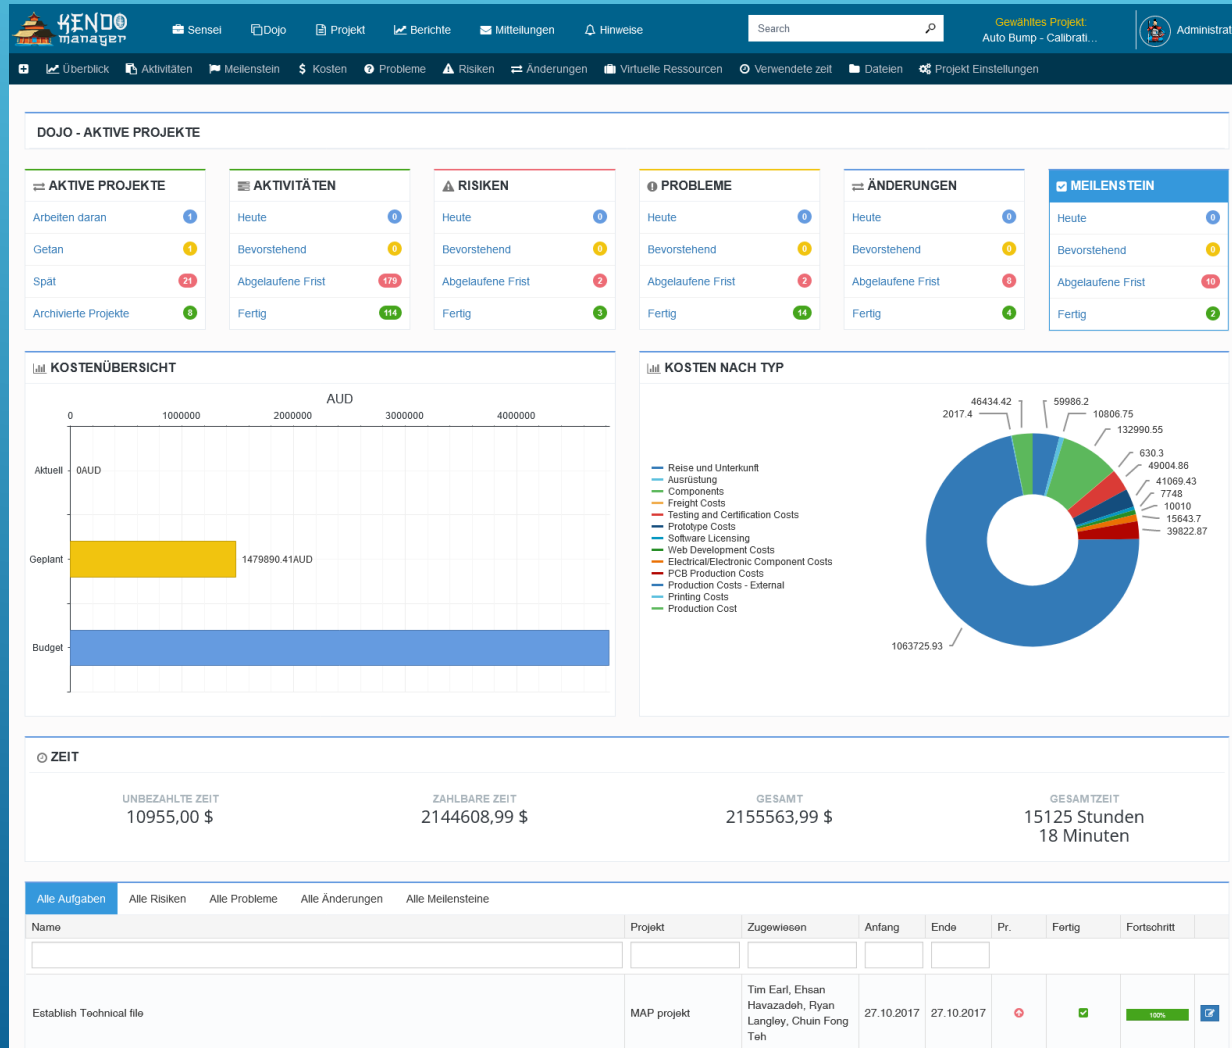 KENDO
manager
Sensei
Dojo
Projekt
Berichte
Mitteilungen
Hinweise
Search
Gewähltes Projekt:
Auto Bump - Calibrati...
Administrat
Überblick
Aktivitäten
Meilenstein
Kosten
Probleme
Risiken
Änderungen
Virtuelle Ressourcen
Verwendete zeit
Dateien
Projekt Einstellungen
DOJO - AKTIVE PROJEKTE
AKTIVE PROJEKTE
Arbeiten daran 1
Getan 1
Spät 21
Archivierte Projekte 8
AKTIVITÄTEN
Heute 0
Bevorstehend 0
Abgelaufene Frist 179
Fertig 114
RISIKEN
Heute 0
Bevorstehend 0
Abgelaufene Frist 2
Fertig 3
PROBLEME
Heute 0
Bevorstehend 0
Abgelaufene Frist 2
Fertig 14
ÄNDERUNGEN
Heute 0
Bevorstehend 0
Abgelaufene Frist 8
Fertig 4
MEILENSTEIN
Heute 0
Bevorstehend 0
Abgelaufene Frist 10
Fertig 2
KOSTENÜBERSICHT
AUD
0 1000000 2000000 3000000 4000000
Aktuell 0AUD
Geplant 1479890.41AUD
Budget
KOSTEN NACH TYP
Reise und Unterkunft
Ausrüstung
Components
Freight Costs
Testing and Certification Costs
Prototype Costs
Software Licensing
Web Development Costs
Electrical/Electronic Component Costs
PCB Production Costs
Production Costs - External
Printing Costs
Production Cost
46434.42
2017.4
59986.2
10806.75
132990.55
630.3
49004.86
41069.43
7748
10010
15643.7
39822.87
1063725.93
ZEIT
UNBEZAHLTE ZEIT
10955,00 $
ZAHLBARE ZEIT
2144608,99 $
GESAMT
2155563,99 $
GESAMTZEIT
15125 Stunden
18 Minuten
Alle Aufgaben
Alle Risiken
Alle Probleme
Alle Änderungen
Alle Meilensteine
Name Projekt Zugewiesen Anfang Ende Pr. Fertig Fortschritt
Establish Technical file
MAP projekt
Tim Earl, Ehsan
Havazadeh, Ryan
Langley, Chuin Fong
Teh
27.10.2017
27.10.2017
100%